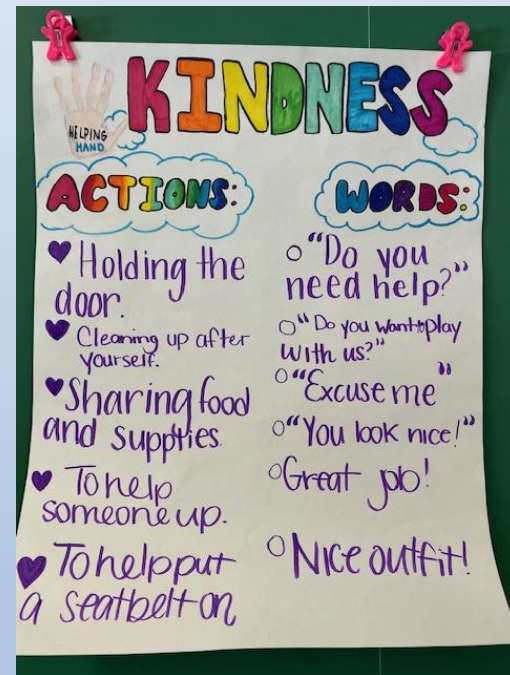 KINDNESS
HELPING
HAND
ACTIONS:
Holding the
door.
Cleaning up after
yourself.
Sharing food
and supplies.
To help
someone up.
To help put
a seatbelt on
WORDS:
"Do you
need help?"
"Do you want to play
with us?"
"Excuse me"
"You look nice!"
Great job!
Nice outfit!